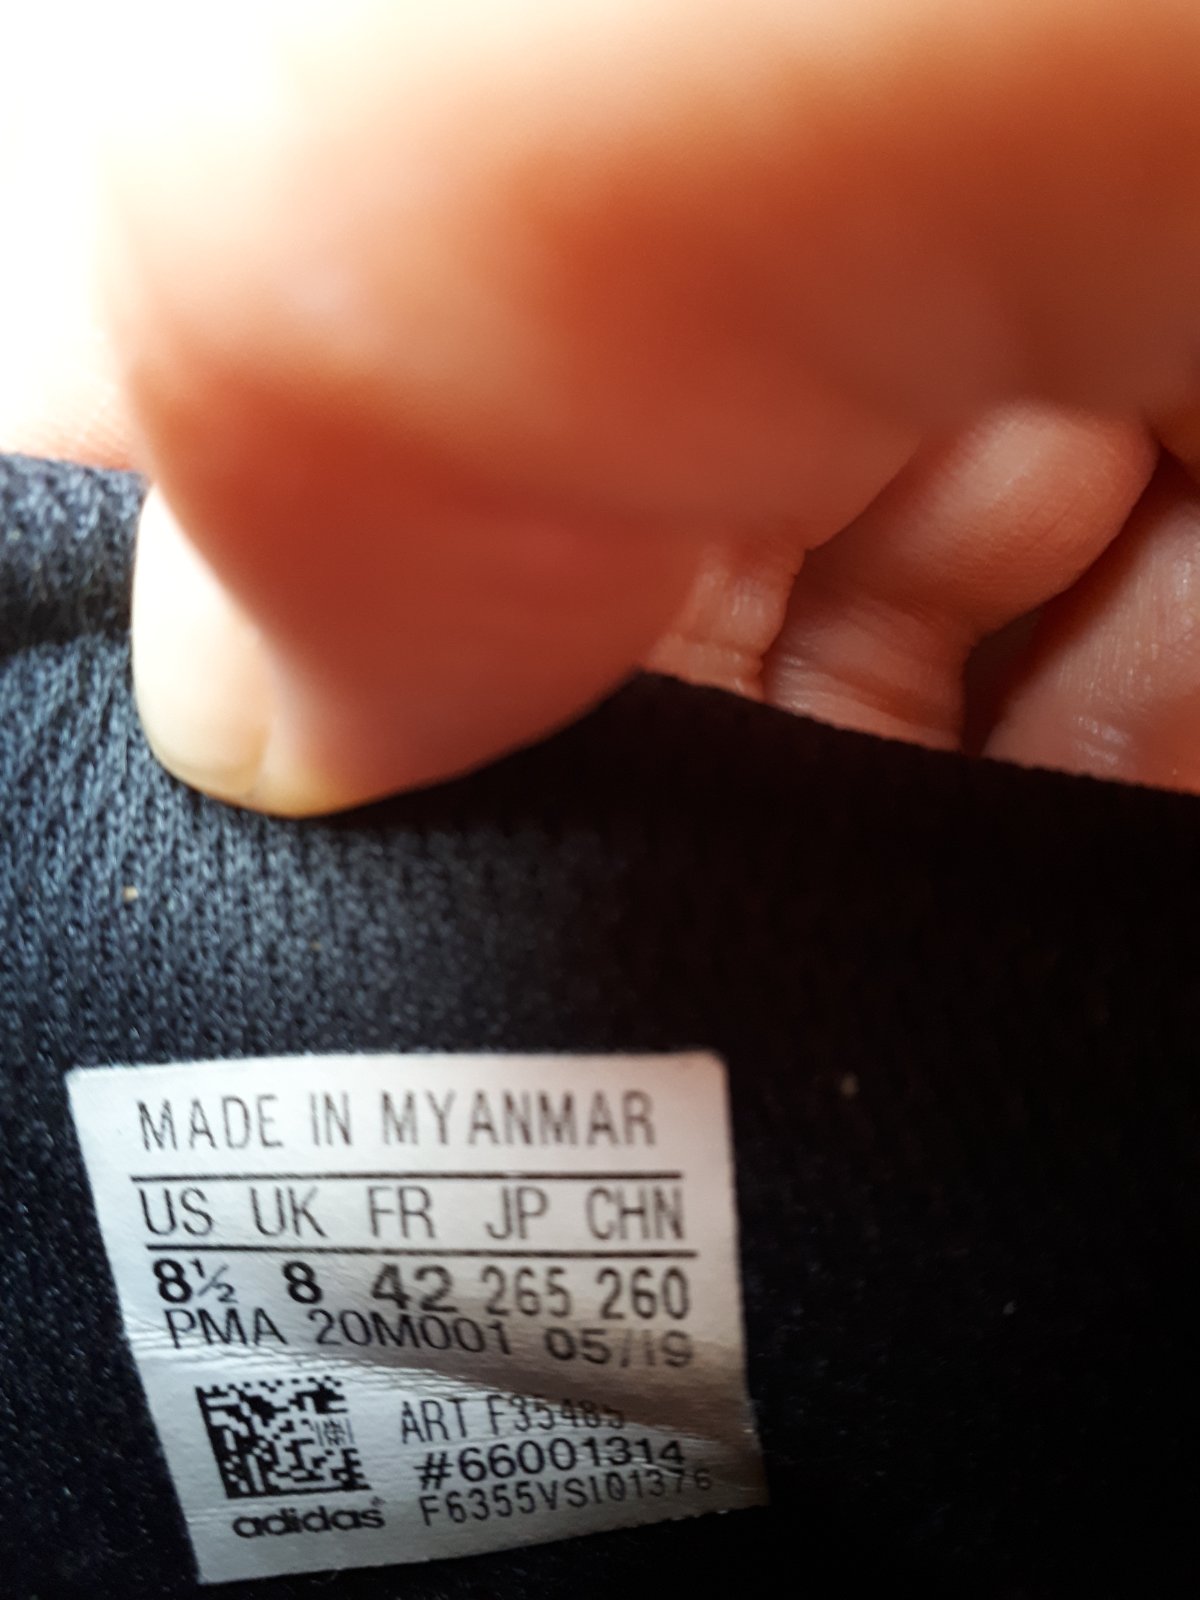 MADE IN MYANMAR
US UK FR JP CHN
8½ 8 42 265 260
PMA 20M001 05/19
ART F35485
#66001314
F6355VSI01376
adidas